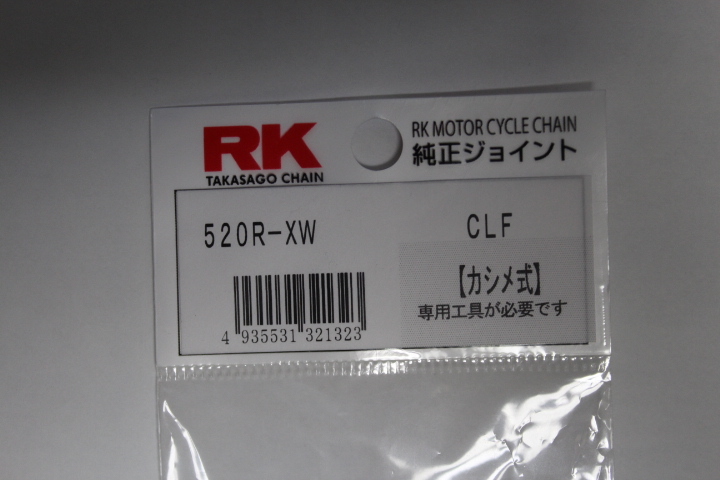 RK
TAKASAGO CHAIN
RK MOTOR CYCLE CHAIN
純正ジョイント
520R-XW
CLF
【カシメ式】
専用工具が必要です
4 935531 321323